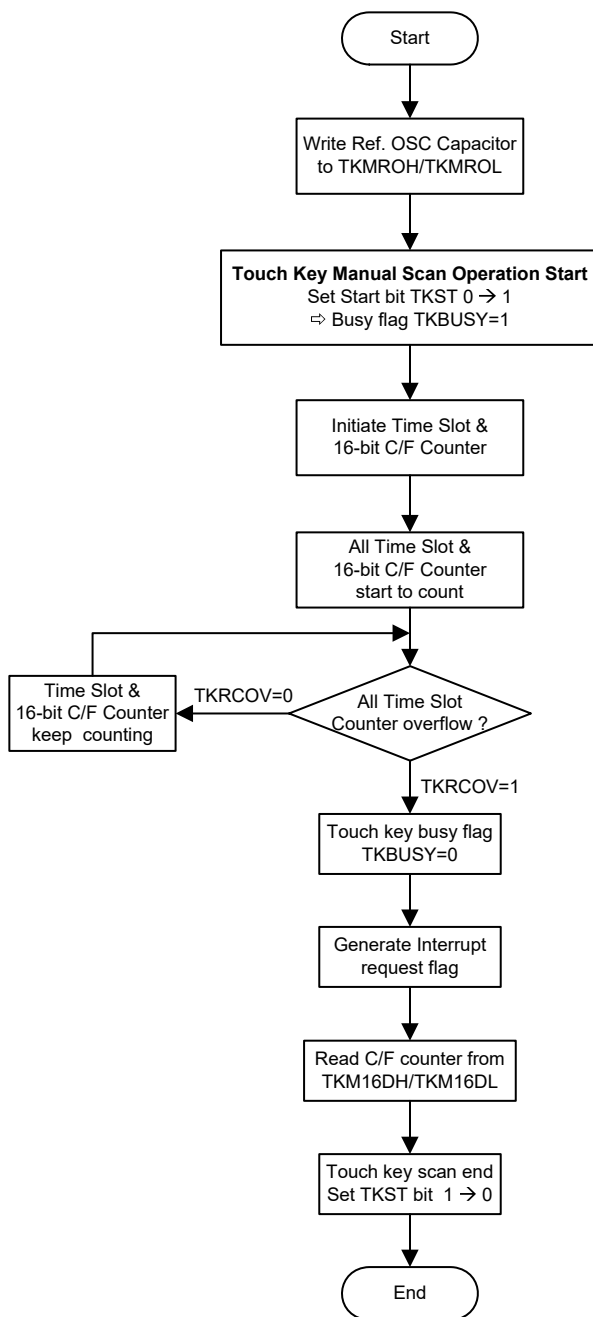 Start
Write Ref. OSC Capacitor
to TKMROH/TKMROL
Touch Key Manual Scan Operation Start
Set Start bit TKST 0 → 1
⇨ Busy flag TKBUSY=1
Initiate Time Slot &
16-bit C/F Counter
All Time Slot &
16-bit C/F Counter
start to count
All Time Slot
Counter overflow ?
TKRCOV=0
Time Slot &
16-bit C/F Counter
keep counting
TKRCOV=1
Touch key busy flag
TKBUSY=0
Generate Interrupt
request flag
Read C/F counter from
TKM16DH/TKM16DL
Touch key scan end
Set TKST bit 1 → 0
End